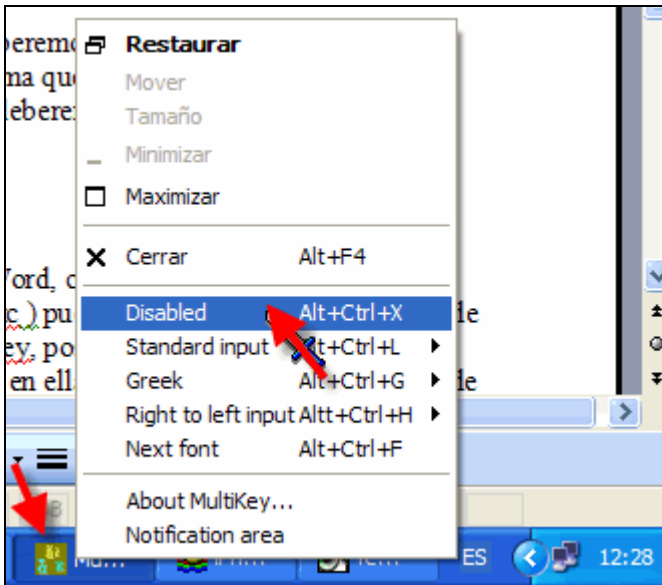 Restaurar
Mover
Tamaño
Minimizar
Maximizar
Cerrar Alt+F4
Disabled Alt+Ctrl+X
Standard input Alt+Ctrl+L
Greek Alt+Ctrl+G
Right to left input Altt+Ctrl+H
Next font Alt+Ctrl+F
About MultiKey...
Notification area
ES 12:28